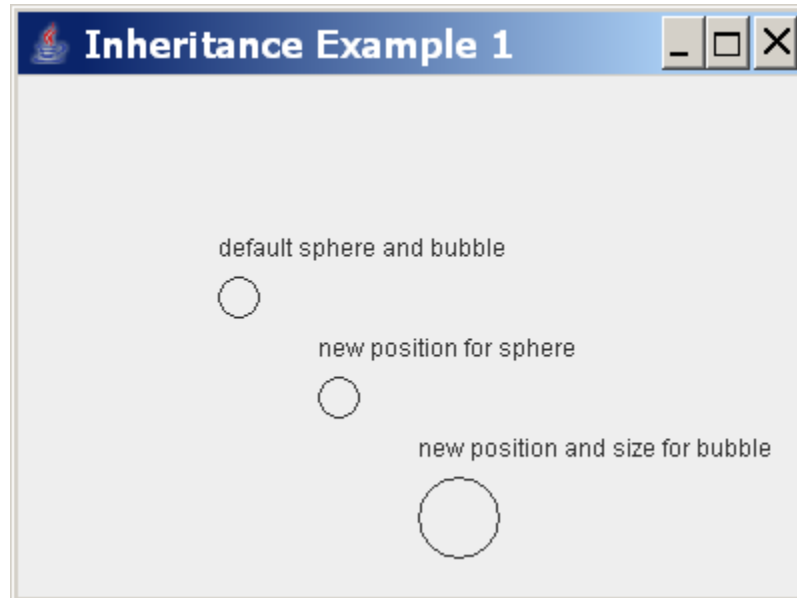 Inheritance Example 1
default sphere and bubble
new position for sphere
new position and size for bubble